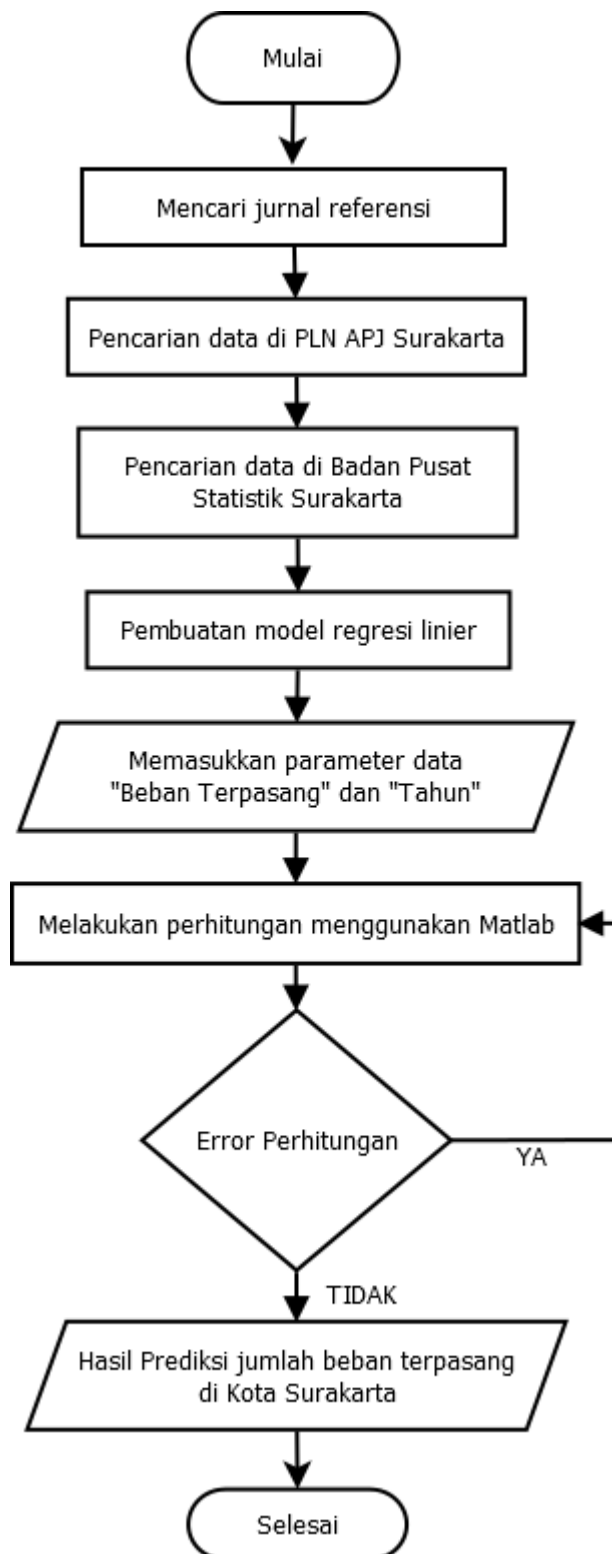 Mulai
Mencari jurnal referensi
Pencarian data di PLN APJ Surakarta
Pencarian data di Badan Pusat
Statistik Surakarta
Pembuatan model regresi linier
Memasukkan parameter data
"Beban Terpasang" dan "Tahun"
Melakukan perhitungan menggunakan Matlab
Error Perhitungan
YA
TIDAK
Hasil Prediksi jumlah beban terpasang
di Kota Surakarta
Selesai